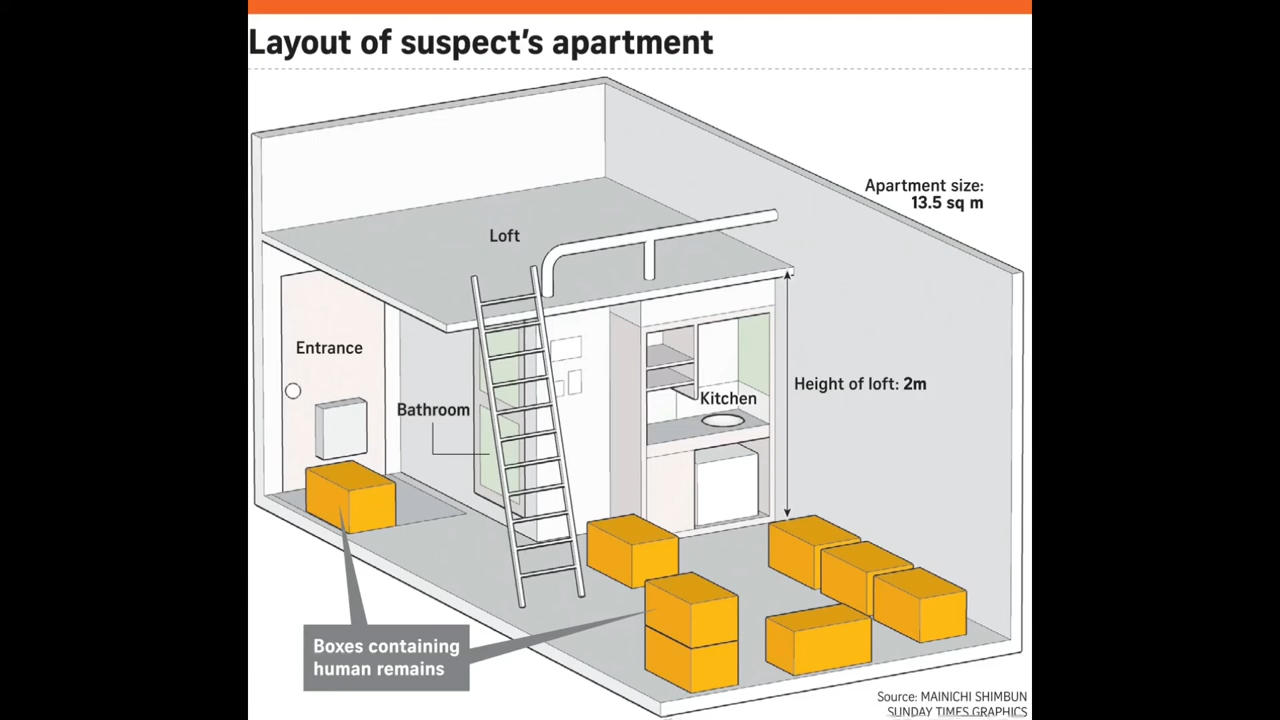 Layout of suspect's apartment
Apartment size:
13.5 sq m
Loft
Entrance
Height of loft: 2m
Kitchen
Bathroom
Boxes containing
human remains
Source: MAINICHI SHIMBUN
SUNDAY TIMES GRAPHICS